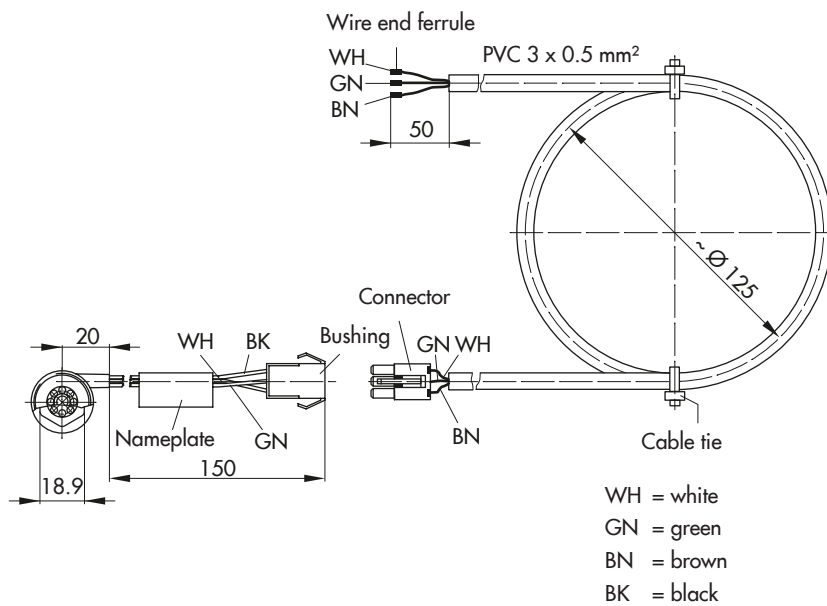 Wire end ferrule
WH
PVC 3 x 0.5 mm²
GN
BN
50
~ Ø 125
Connector
20
WH
BK
Bushing
GN WH
Nameplate
GN
BN
Cable tie
150
18.9
WH = white
GN = green
BN = brown
BK = black